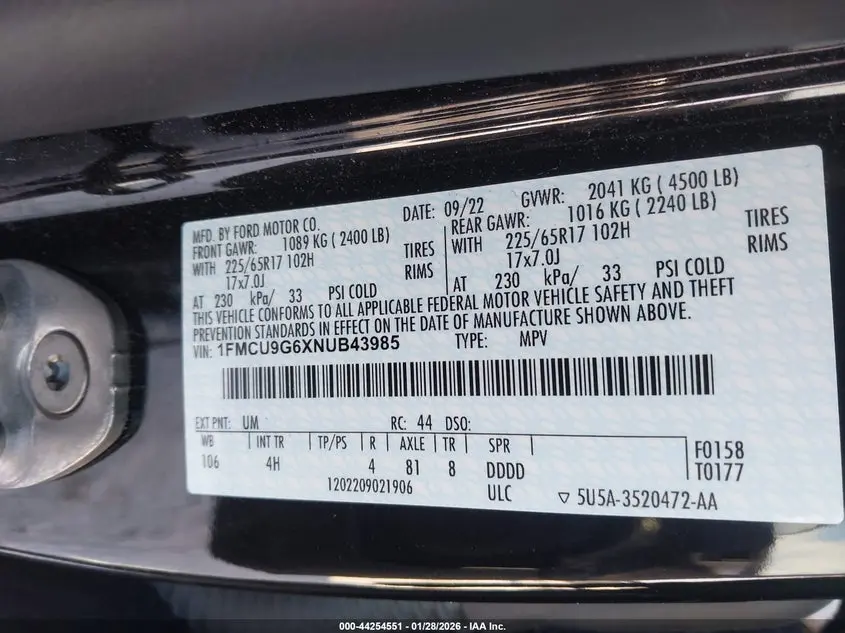 MFD. BY FORD MOTOR CO. DATE: 09/22 GVWR: 2041 KG ( 4500 LB)
FRONT GAWR: 1089 KG ( 2400 LB) REAR GAWR: 1016 KG ( 2240 LB)
WITH 225/65R17 102H TIRES WITH 225/65R17 102H TIRES
17x7.0J RIMS 17x7.0J RIMS
AT 230 kPa/ 33 PSI COLD AT 230 kPa/ 33 PSI COLD
THIS VEHICLE CONFORMS TO ALL APPLICABLE FEDERAL MOTOR VEHICLE SAFETY AND THEFT
PREVENTION STANDARDS IN EFFECT ON THE DATE OF MANUFACTURE SHOWN ABOVE.
VIN: 1FMCU9G6XNUB43985 TYPE: MPV
EXT PNT: UM RC: 44 DSO:
WB INT TR TP/PS R AXLE TR SPR F0158
106 4H 4 81 8 DDDD T0177
1202209021906 ULC ▽ 5U5A-3520472-AA
000-44254551 | 01/28/2026 - IAA Inc.